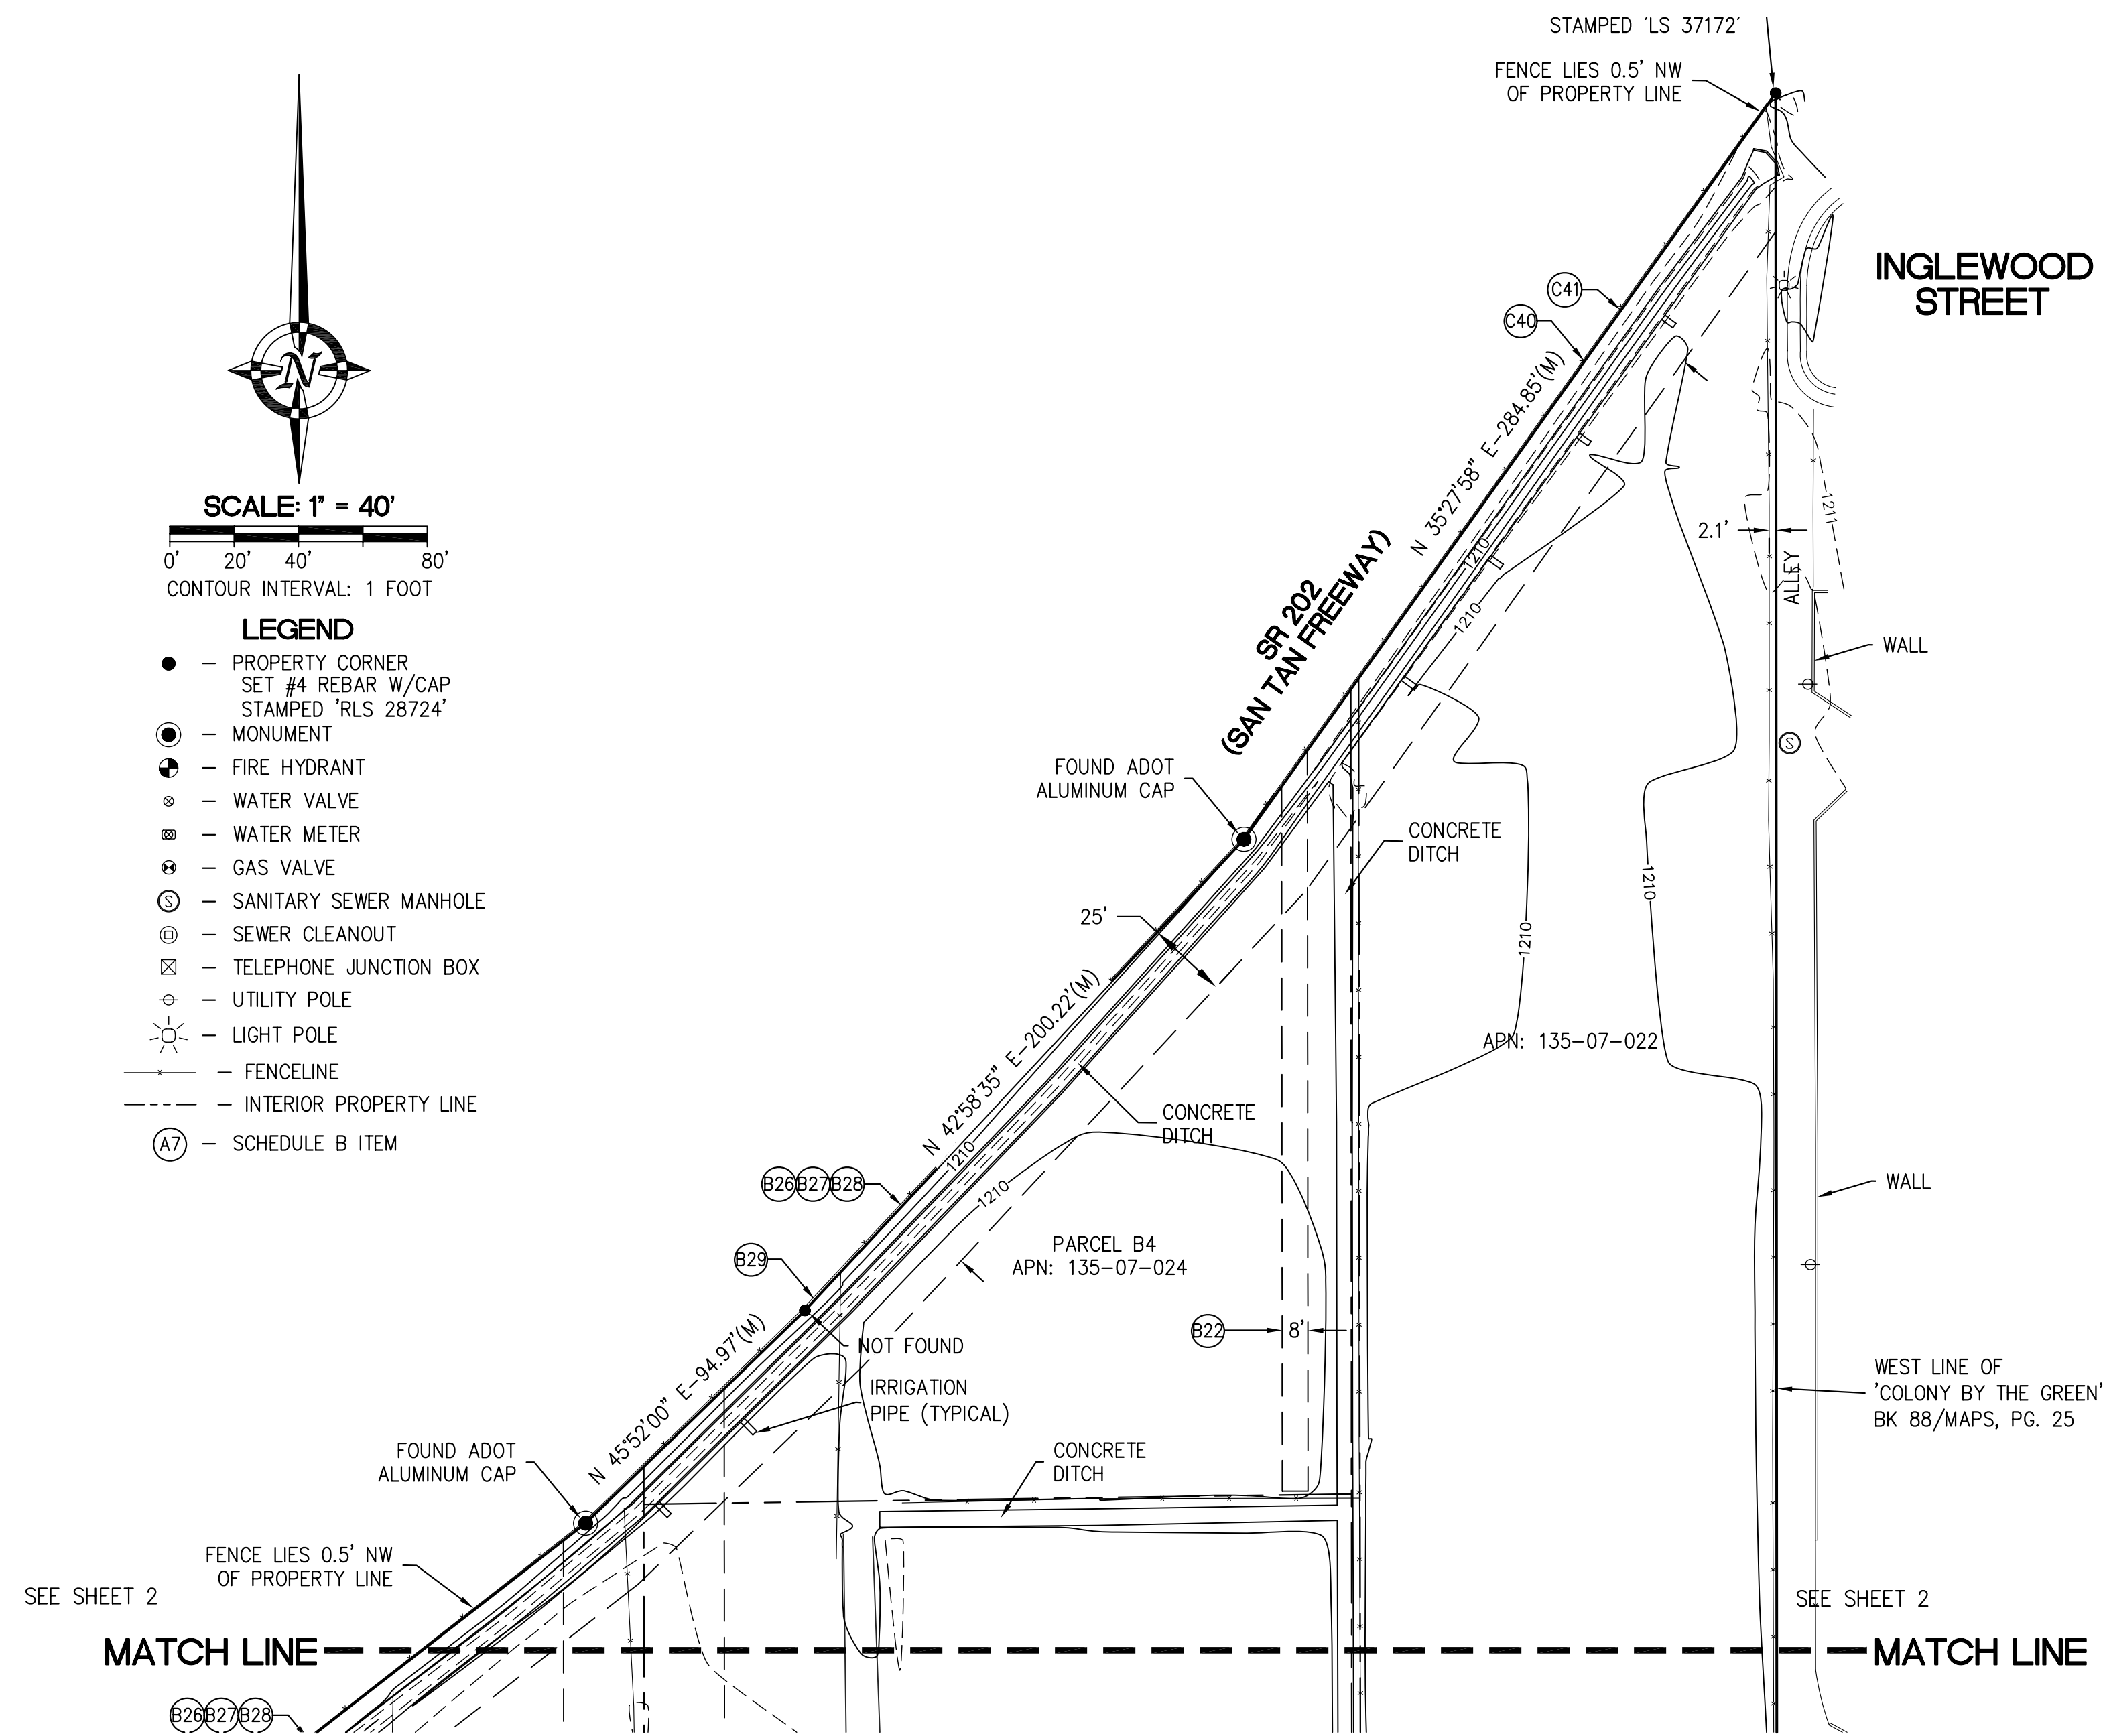 STAMPED 'LS 37172'
FENCE LIES 0.5' NW
OF PROPERTY LINE
INGLEWOOD
STREET
C41
C40
N 35°27'58" E-284.85'(M)
N
SCALE: 1" = 40'
0' 20' 40' 80'
CONTOUR INTERVAL: 1 FOOT
LEGEND
— PROPERTY CORNER
SET #4 REBAR W/CAP
STAMPED 'RLS 28724'
— MONUMENT
— FIRE HYDRANT
— WATER VALVE
— WATER METER
— GAS VALVE
S — SANITARY SEWER MANHOLE
— SEWER CLEANOUT
— TELEPHONE JUNCTION BOX
— UTILITY POLE
— LIGHT POLE
— FENCELINE
— INTERIOR PROPERTY LINE
A7 — SCHEDULE B ITEM
SR 202
(SAN TAN FREEWAY)
1210
1210
2.1'
1211
ALLEY
WALL
S
FOUND ADOT
ALUMINUM CAP
CONCRETE
DITCH
25'
1210
1210
N 42°58'35" E-200.22'(M)
APN: 135-07-022
CONCRETE
DITCH
1210
1210
B26 B27 B28
WALL
B29
PARCEL B4
APN: 135-07-024
B22
8'
NOT FOUND
N 45°52'00" E-94.97'(M)
IRRIGATION
PIPE (TYPICAL)
WEST LINE OF
'COLONY BY THE GREEN'
BK 88/MAPS, PG. 25
FOUND ADOT
ALUMINUM CAP
CONCRETE
DITCH
FENCE LIES 0.5' NW
OF PROPERTY LINE
SEE SHEET 2
SEE SHEET 2
MATCH LINE
MATCH LINE
B26 B27 B28